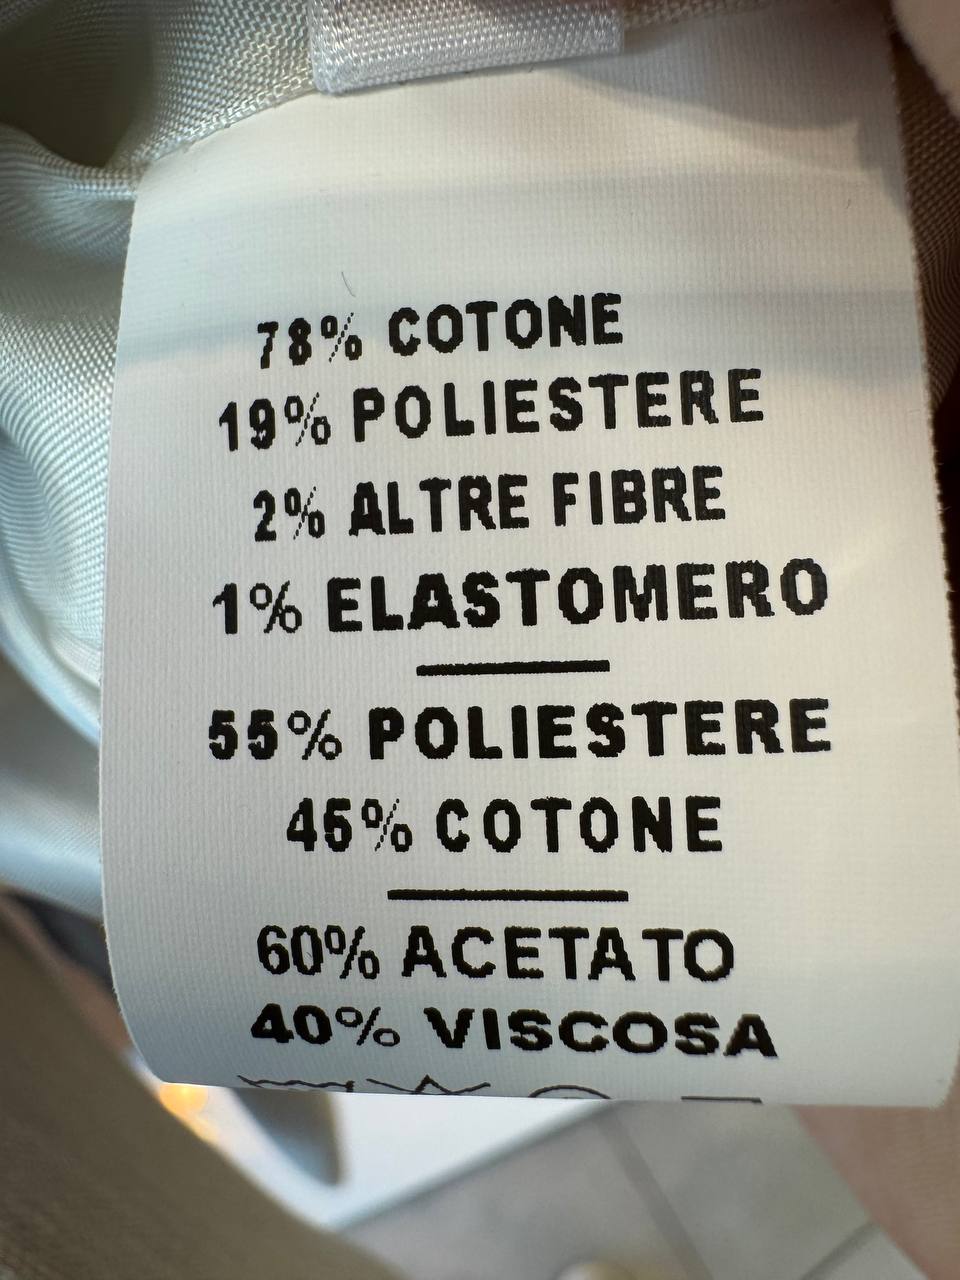 78% COTONE
19% POLIESTERE
2% ALTRE FIBRE
1% ELASTOMERO
55% POLIESTERE
45% COTONE
60% ACETATO
40% VISCOSA